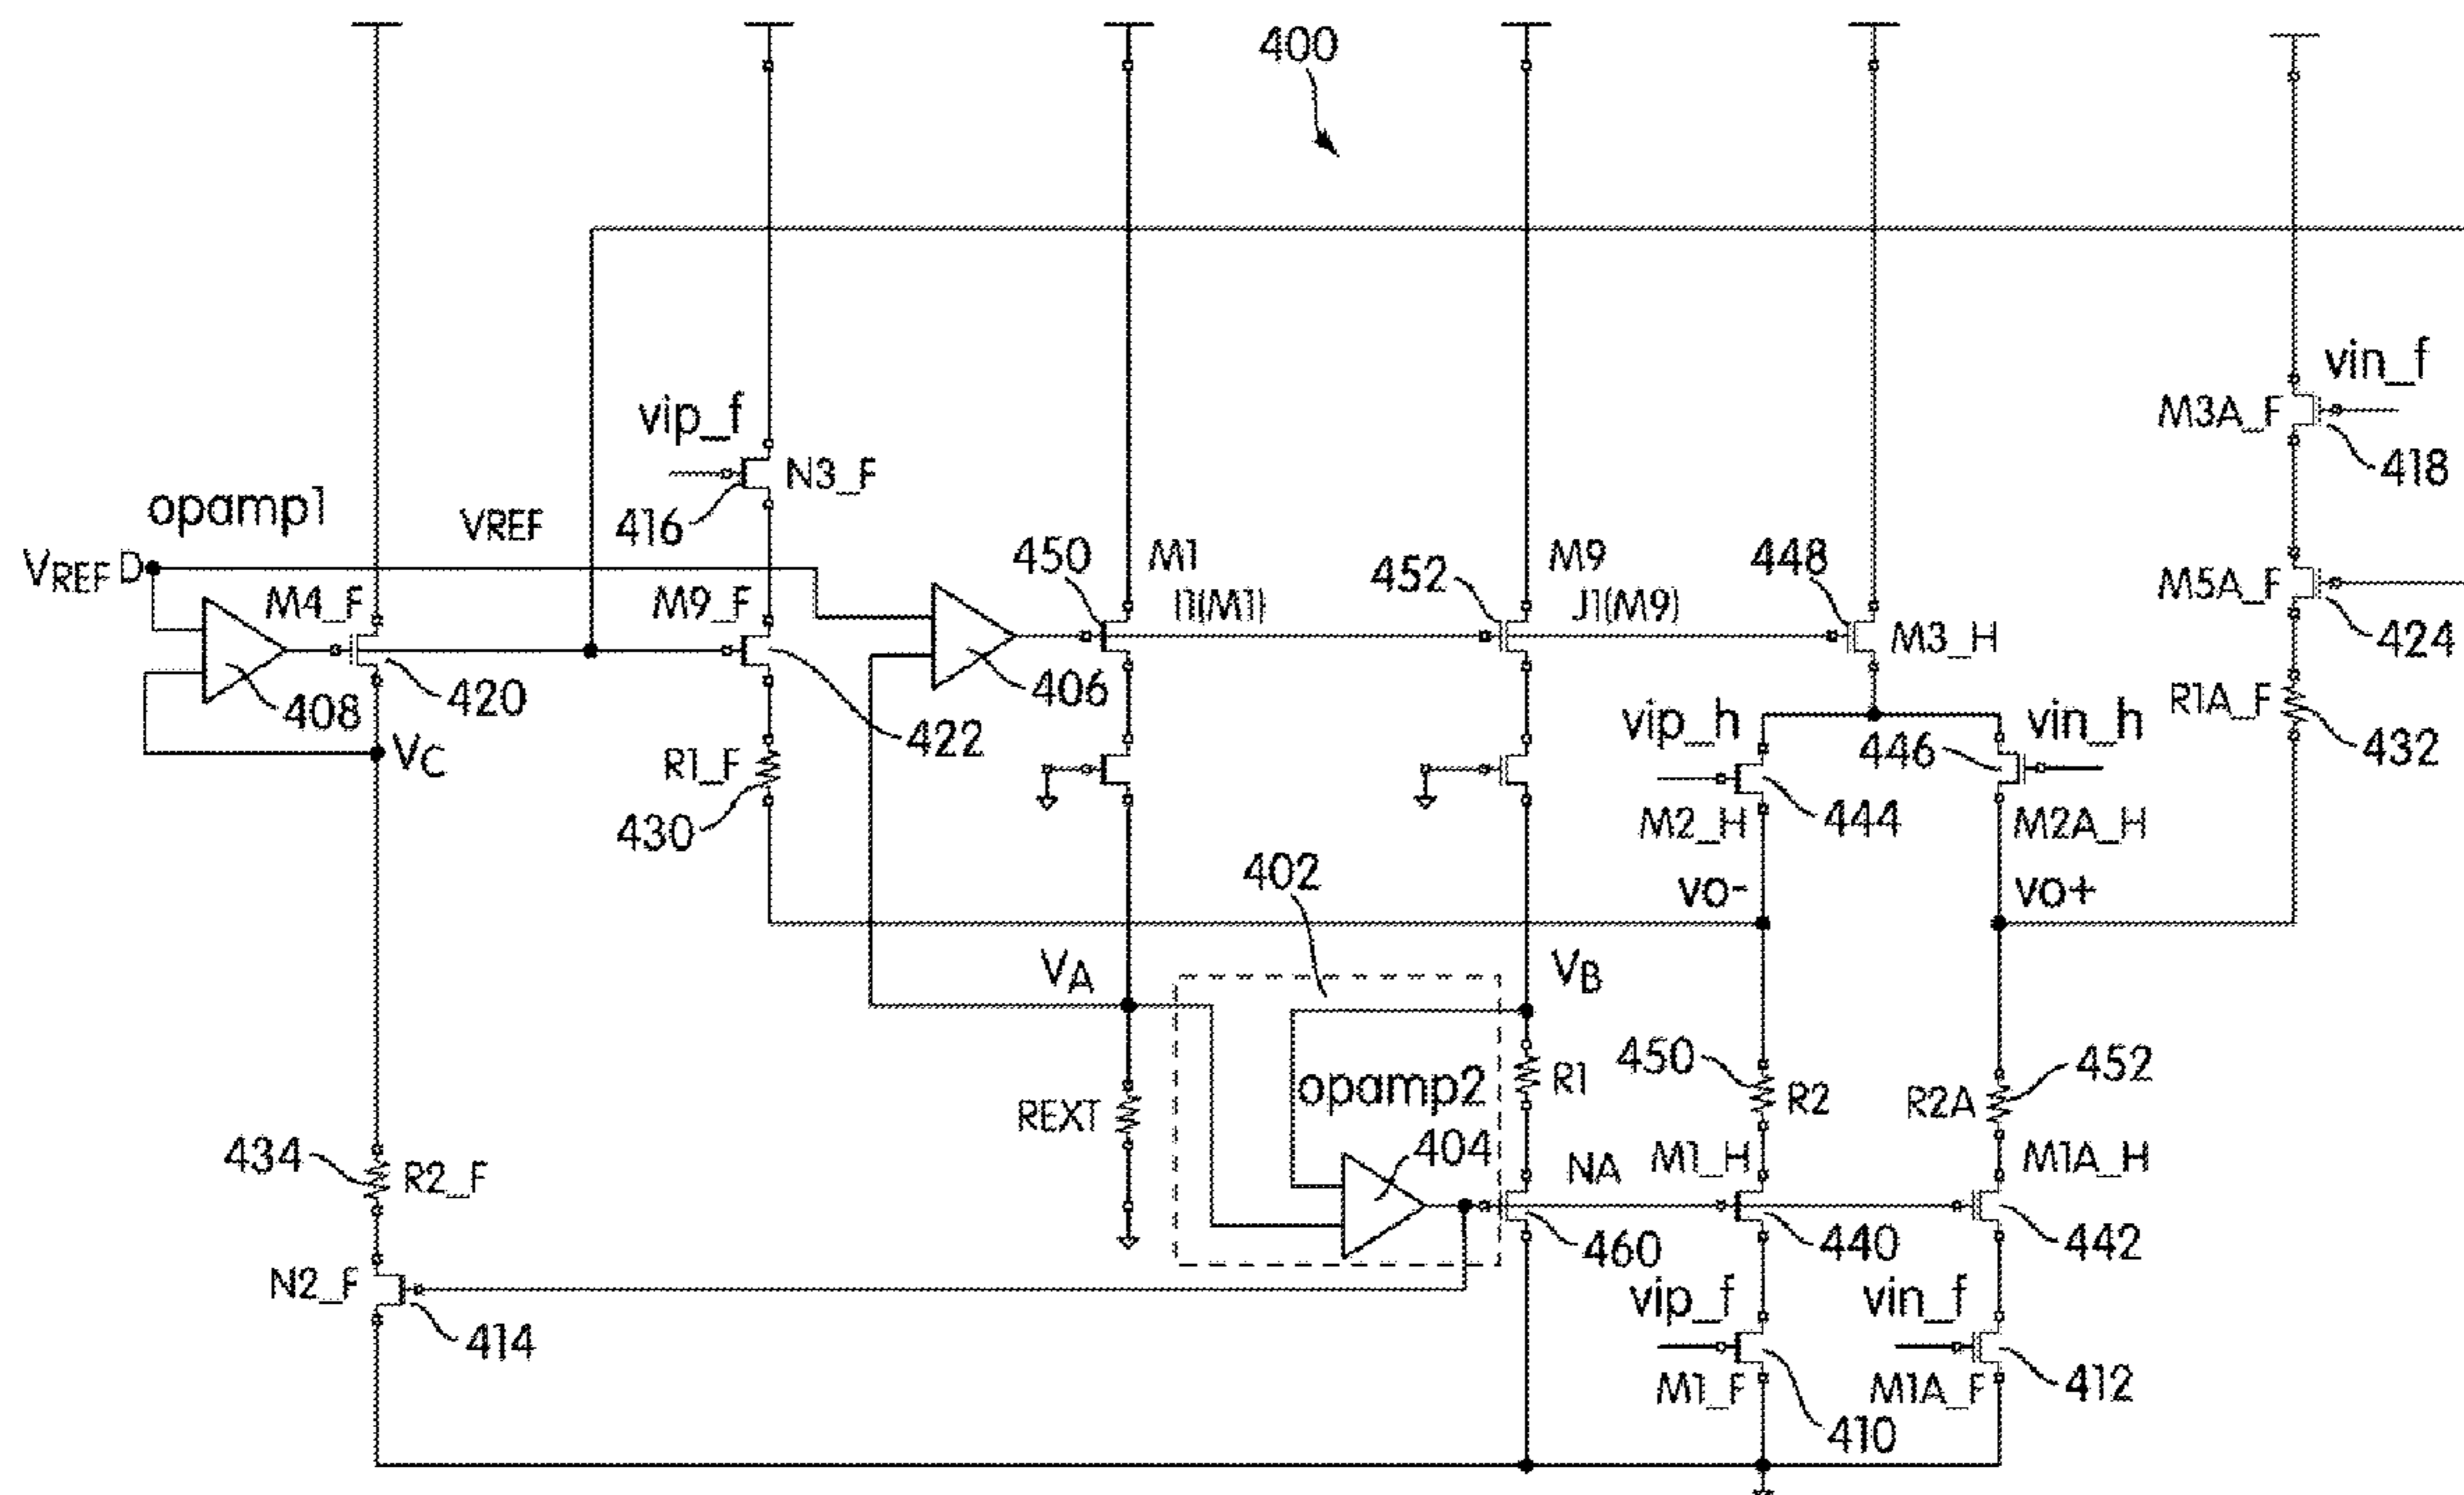 400
vin_f
M3A_F
418
vip_f
N3_F
416
opamp1
VREF
VREF D
450
M1
I1(M1)
452
M9
J1(M9)
448
M5A_F
424
M4_F
M9_F
M3_H
408
420
406
422
R1A_F
432
VC
R1_F
430
vip_h
vin_h
446
444
M2_H
M2A_H
402
vo-
vo+
VA
VB
REXT
opamp2
R1
450
R2
R2A
452
434
R2_F
404
NA
M1_H
M1A_H
460
440
442
N2_F
414
vip_f
vin_f
M1_F
410
M1A_F
412